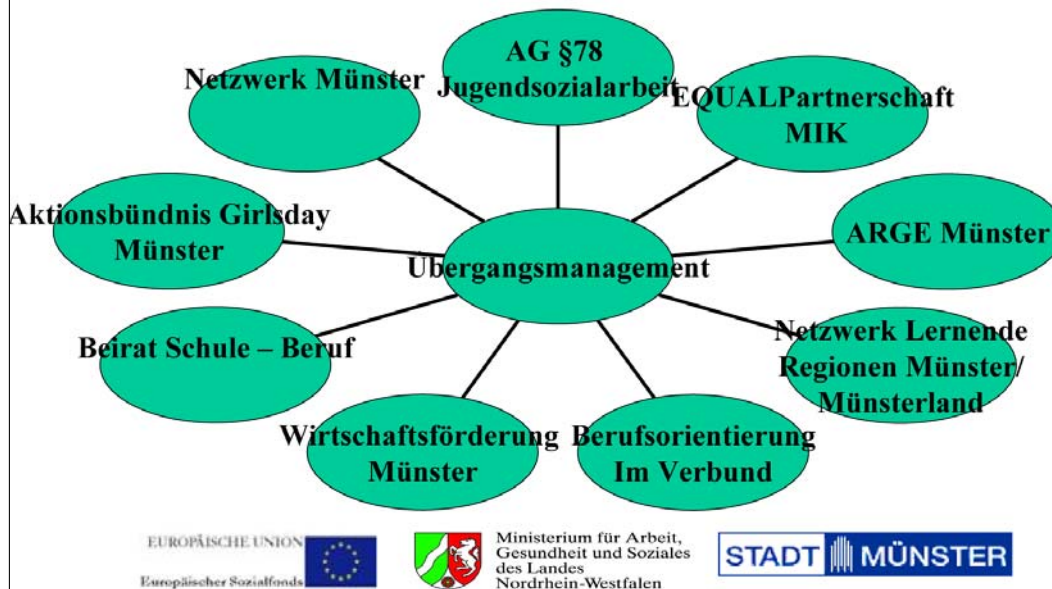 AG §78
Jugendsozialarbeit
Netzwerk Münster
EQUALPartnerschaft
MIK
Aktionsbündnis Girlsday
Münster
ARGE Münster
Übergangsmanagement
Beirat Schule – Beruf
Netzwerk Lernende
Regionen Münster/
Münsterland
Wirtschaftsförderung
Münster
Berufsorientierung
Im Verbund
EUROPÄISCHE UNION
Europäischer Sozialfonds
Ministerium für Arbeit,
Gesundheit und Soziales
des Landes
Nordrhein-Westfalen
STADT MÜNSTER